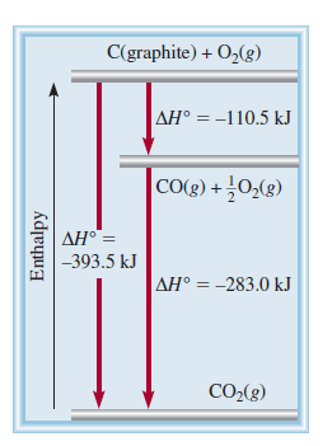 C(graphite) + O₂(g)
ΔH° = –110.5 kJ
CO(g) + ½O₂(g)
Enthalpy
ΔH° =
–393.5 kJ
ΔH° = –283.0 kJ
CO₂(g)